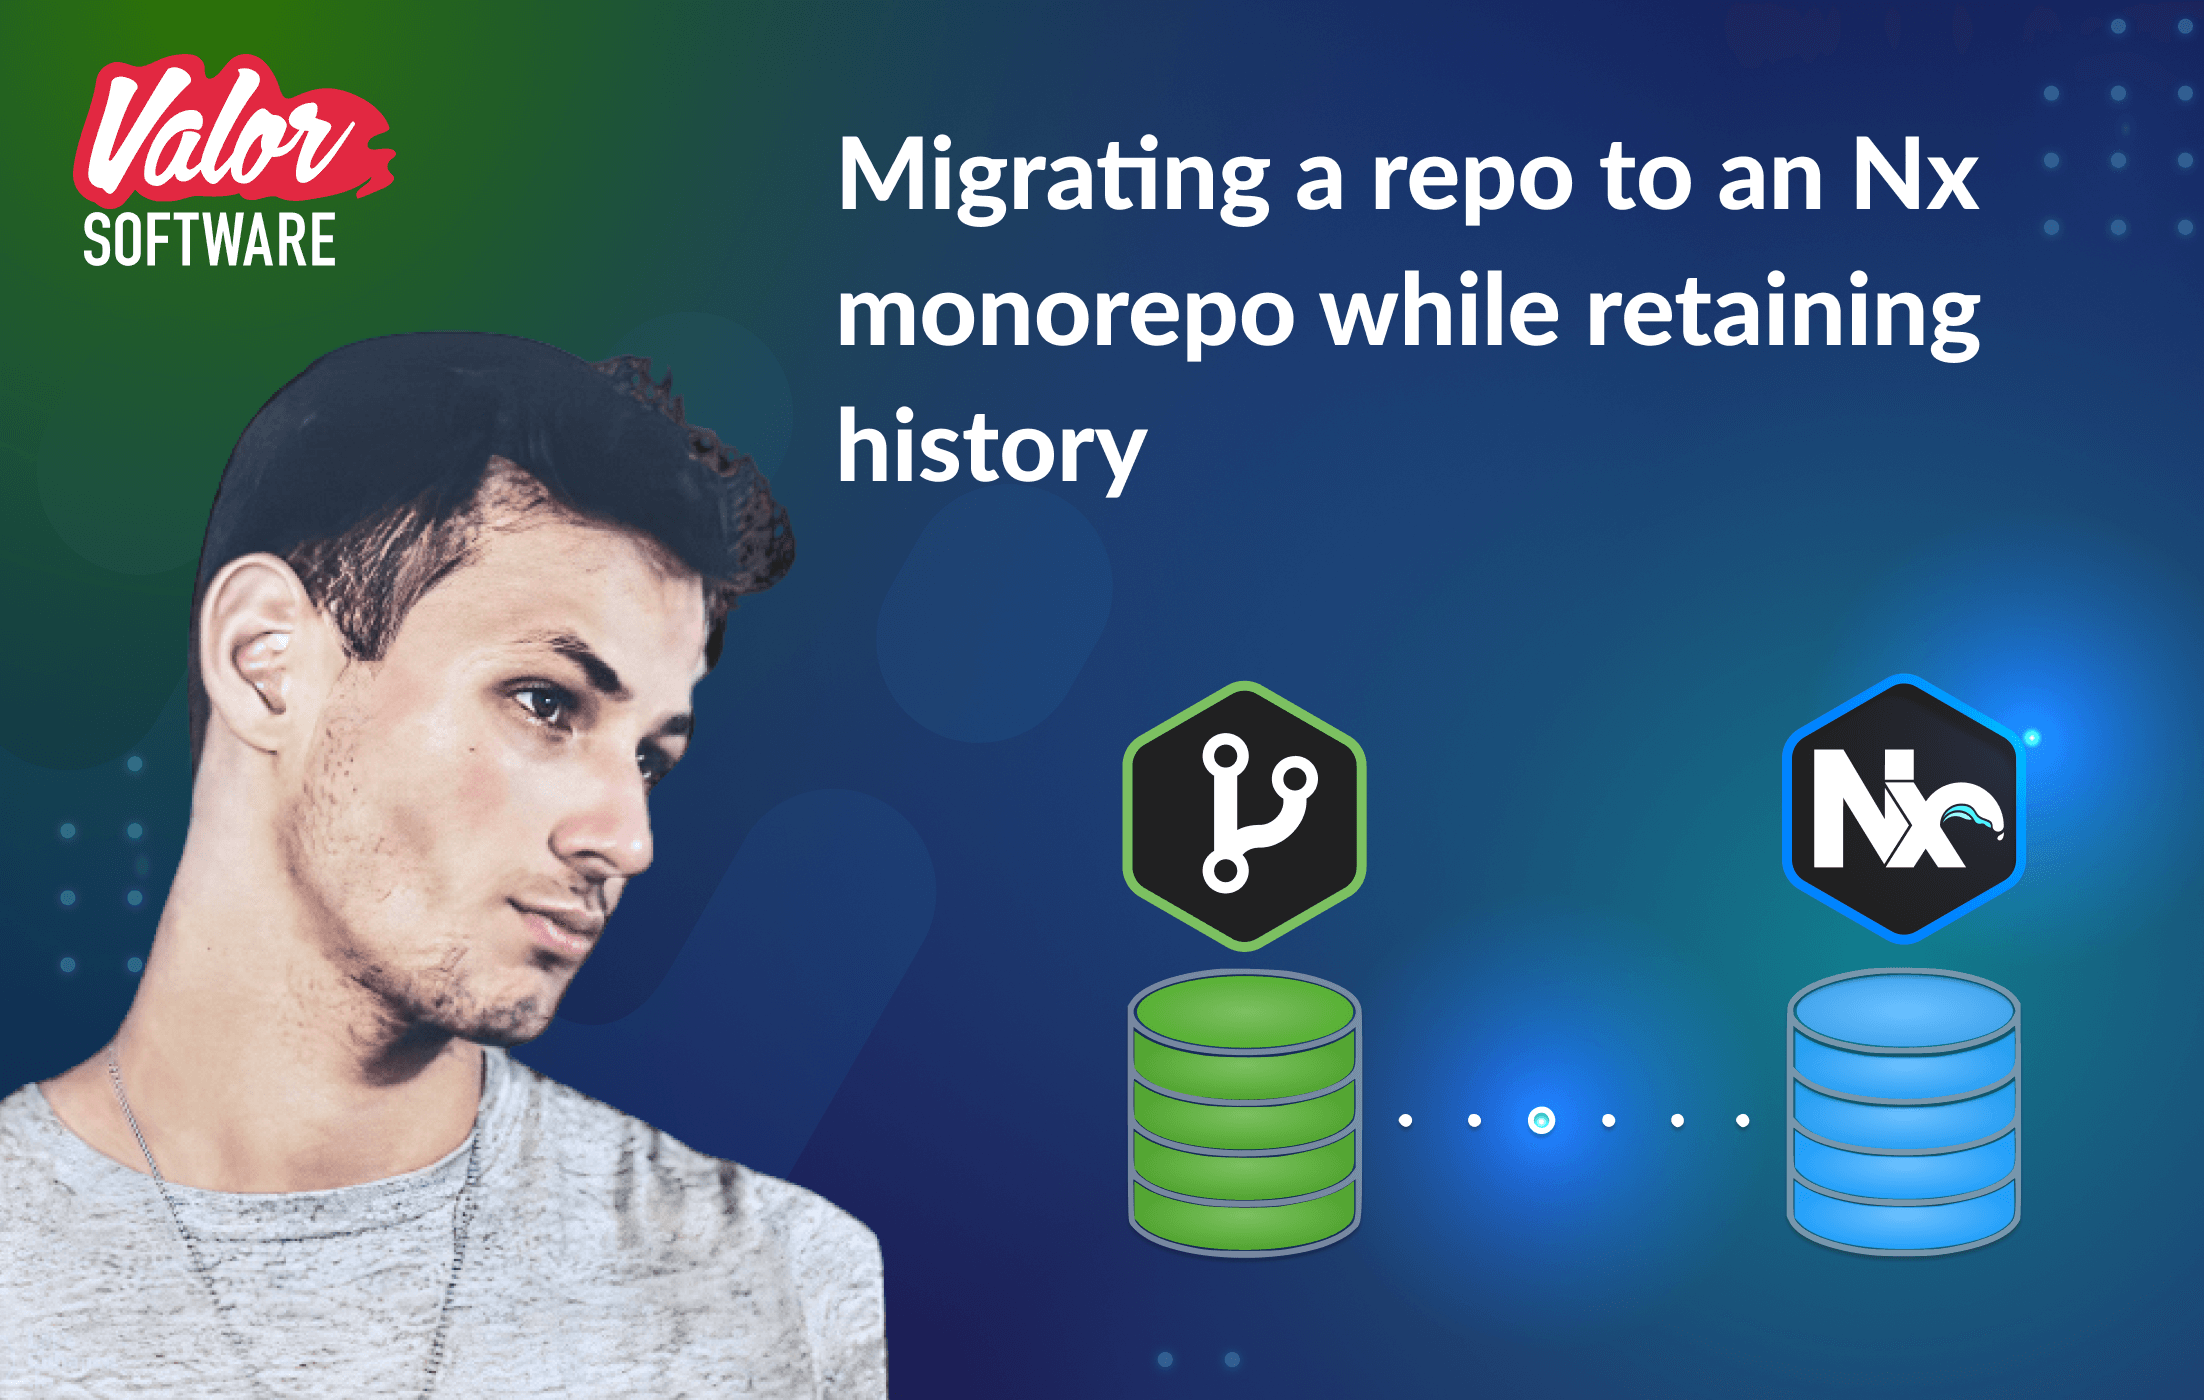 Valor
SOFTWARE
Migrating a repo to an Nx
monorepo while retaining
history
Nx